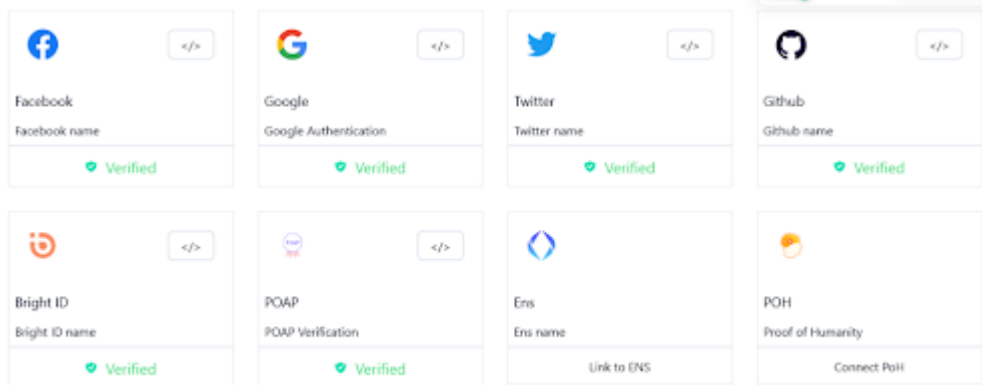 </>
</>
</>
</>
Facebook
Google
Twitter
Github
Facebook name
Google Authentication
Twitter name
Github name
Verified
Verified
Verified
Verified
</>
</>
Bright ID
POAP
Ens
POH
Bright ID name
POAP Verification
Ens name
Proof of Humanity
Verified
Verified
Link to ENS
Connect PoH